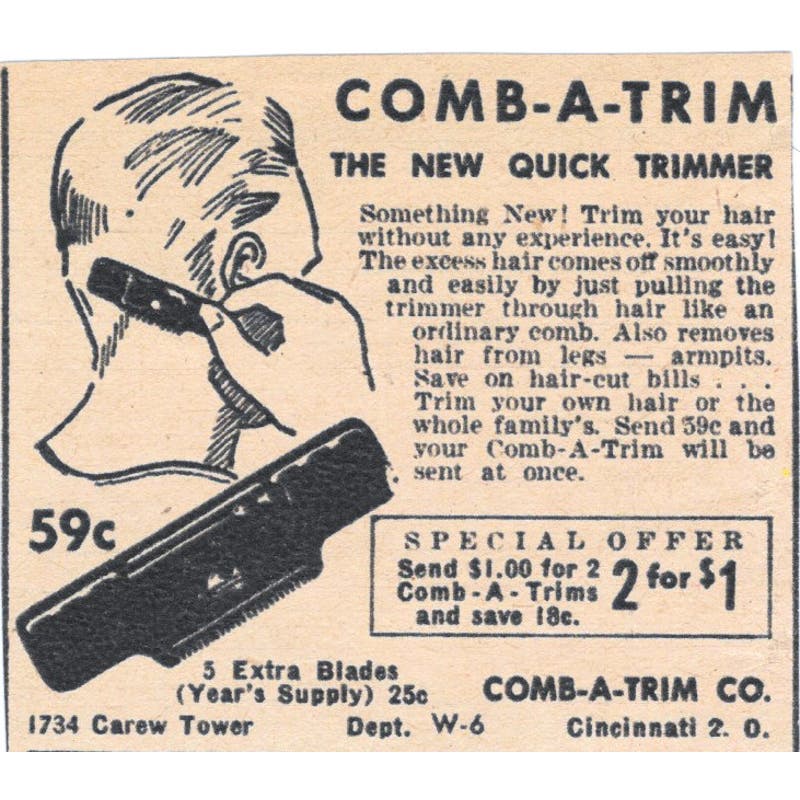 COMB-A-TRIM
THE NEW QUICK TRIMMER
Something New! Trim your hair
without any experience. It's easy!
The excess hair comes off smoothly
and easily by just pulling the
trimmer through hair like an
ordinary comb. Also removes
hair from legs — armpits.
Save on hair-cut bills . . .
Trim your own hair or the
whole family's. Send 59c and
your Comb-A-Trim will be
sent at once.
59c
SPECIAL OFFER
Send $1.00 for 2
Comb-A-Trims
and save 18c.
2 for $1
5 Extra Blades
(Year's Supply) 25c
COMB-A-TRIM CO.
1734 Carew Tower Dept. W-6 Cincinnati 2. O.